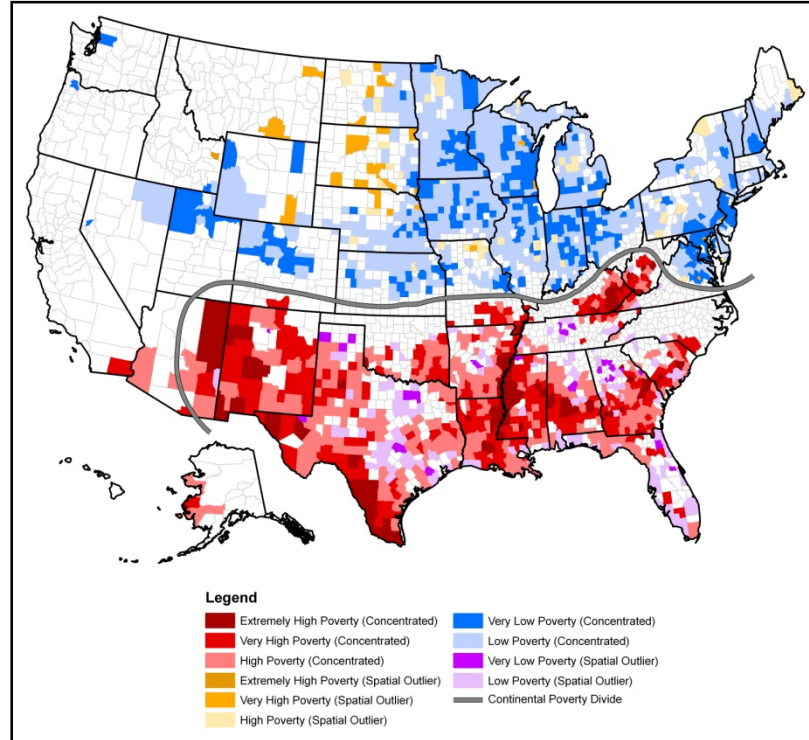 Legend
Extremely High Poverty (Concentrated)
Very High Poverty (Concentrated)
High Poverty (Concentrated)
Extremely High Poverty (Spatial Outlier)
Very High Poverty (Spatial Outlier)
High Poverty (Spatial Outlier)
Very Low Poverty (Concentrated)
Low Poverty (Concentrated)
Very Low Poverty (Spatial Outlier)
Low Poverty (Spatial Outlier)
Continental Poverty Divide